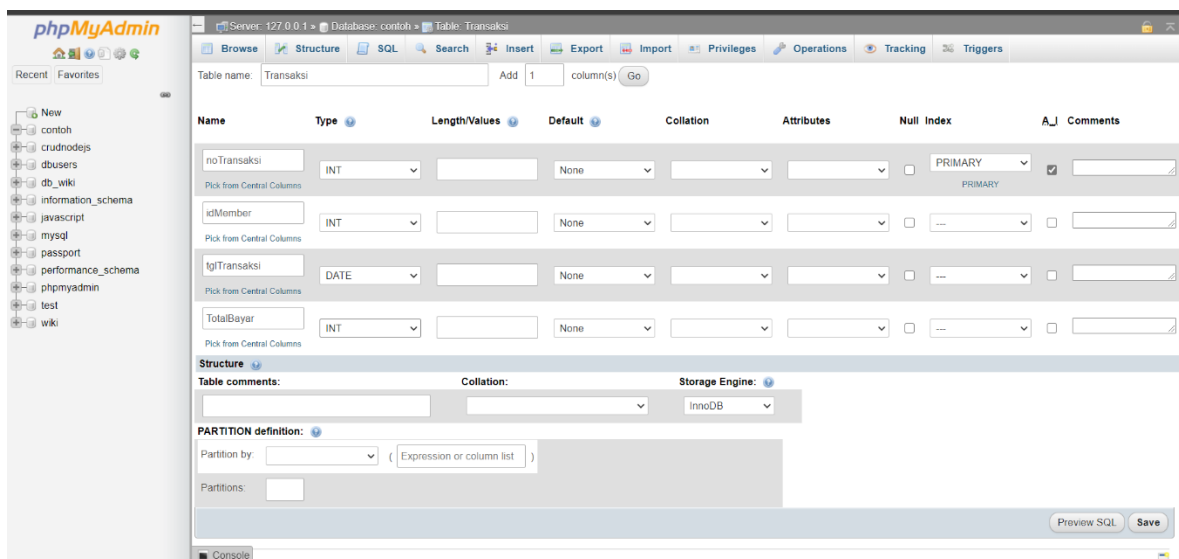 phpMyAdmin
Recent Favorites
New
contoh
crudnodejs
dbusers
db_wiki
information_schema
javascript
mysql
passport
performance_schema
phpmyadmin
test
wiki
Server: 127.0.0.1 » Database: contoh » Table: Transaksi
Browse Structure SQL Search Insert Export Import Privileges Operations Tracking Triggers
Table name: Transaksi Add 1 column(s) Go
Name Type Length/Values Default Collation Attributes Null Index A_I Comments
noTransaksi INT None PRIMARY
Pick from Central Columns PRIMARY
idMember INT None ---
Pick from Central Columns
tglTransaksi DATE None ---
Pick from Central Columns
TotalBayar INT None ---
Pick from Central Columns
Structure
Table comments: Collation: Storage Engine:
InnoDB
PARTITION definition:
Partition by: ( Expression or column list )
Partitions:
Preview SQL Save
Console